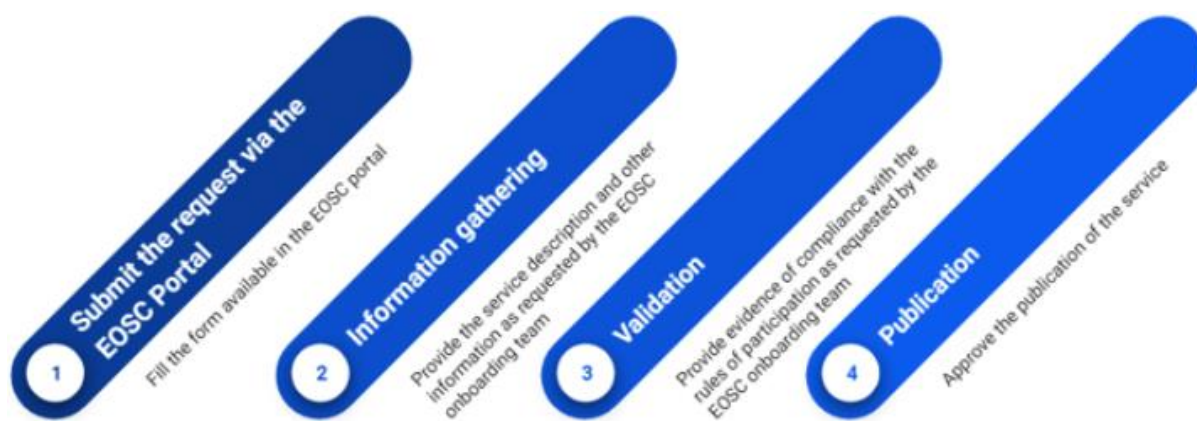 1
Submit the request via the
EOSC Portal
Fill the form available in the EOSC portal
2
Information gathering
Provide the service description and other
information as requested by the EOSC
onboarding team
3
Validation
Provide evidence of compliance with the
rules of participation as requested by the
EOSC onboarding team
4
Publication
Approve the publication of the service